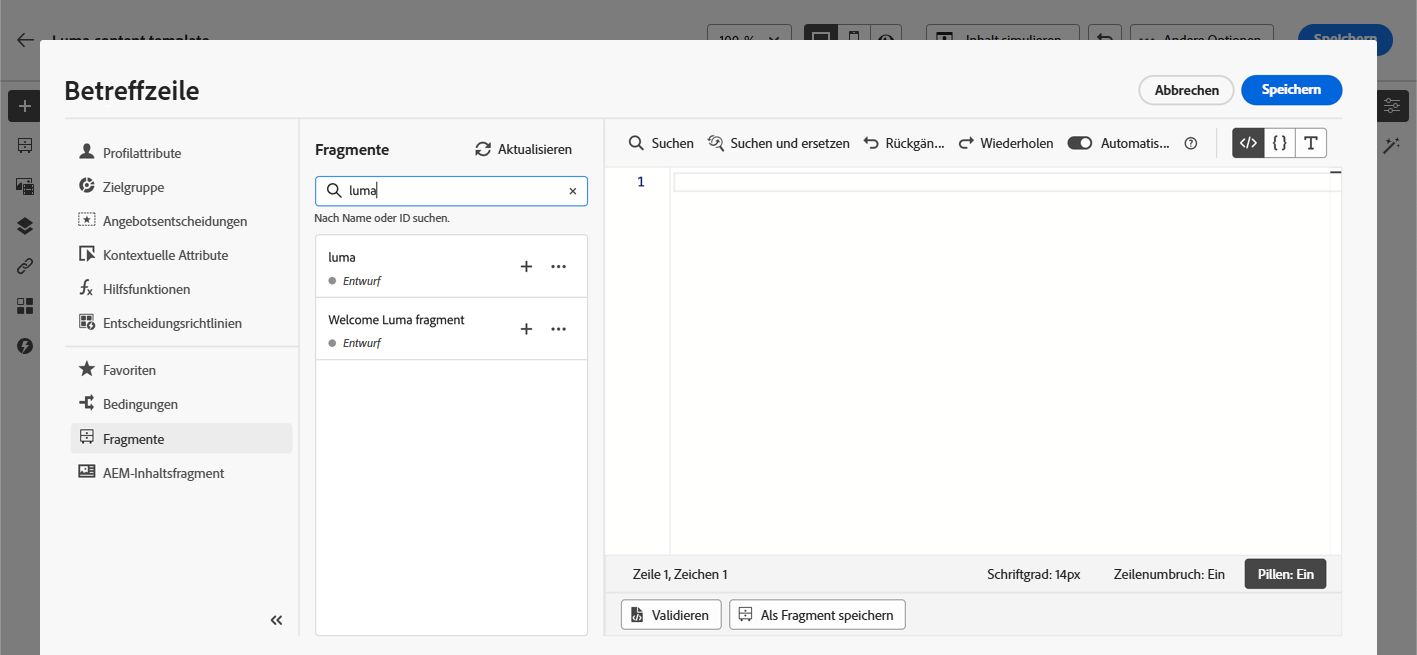 Luma content template
100 %
Inhalt simulieren
Andere Optionen
Speichern
Betreffzeile
Abbrechen
Speichern
Profilattribute
Zielgruppe
Angebotsentscheidungen
Kontextuelle Attribute
Hilfsfunktionen
Entscheidungsrichtlinien
Favoriten
Bedingungen
Fragmente
AEM-Inhaltsfragment
Fragmente
Aktualisieren
luma
Nach Name oder ID suchen.
luma
Entwurf
Welcome Luma fragment
Entwurf
Suchen
Suchen und ersetzen
Rückgän...
Wiederholen
Automatis...
1
Zeile 1, Zeichen 1
Schriftgrad: 14px
Zeilenumbruch: Ein
Pillen: Ein
Validieren
Als Fragment speichern